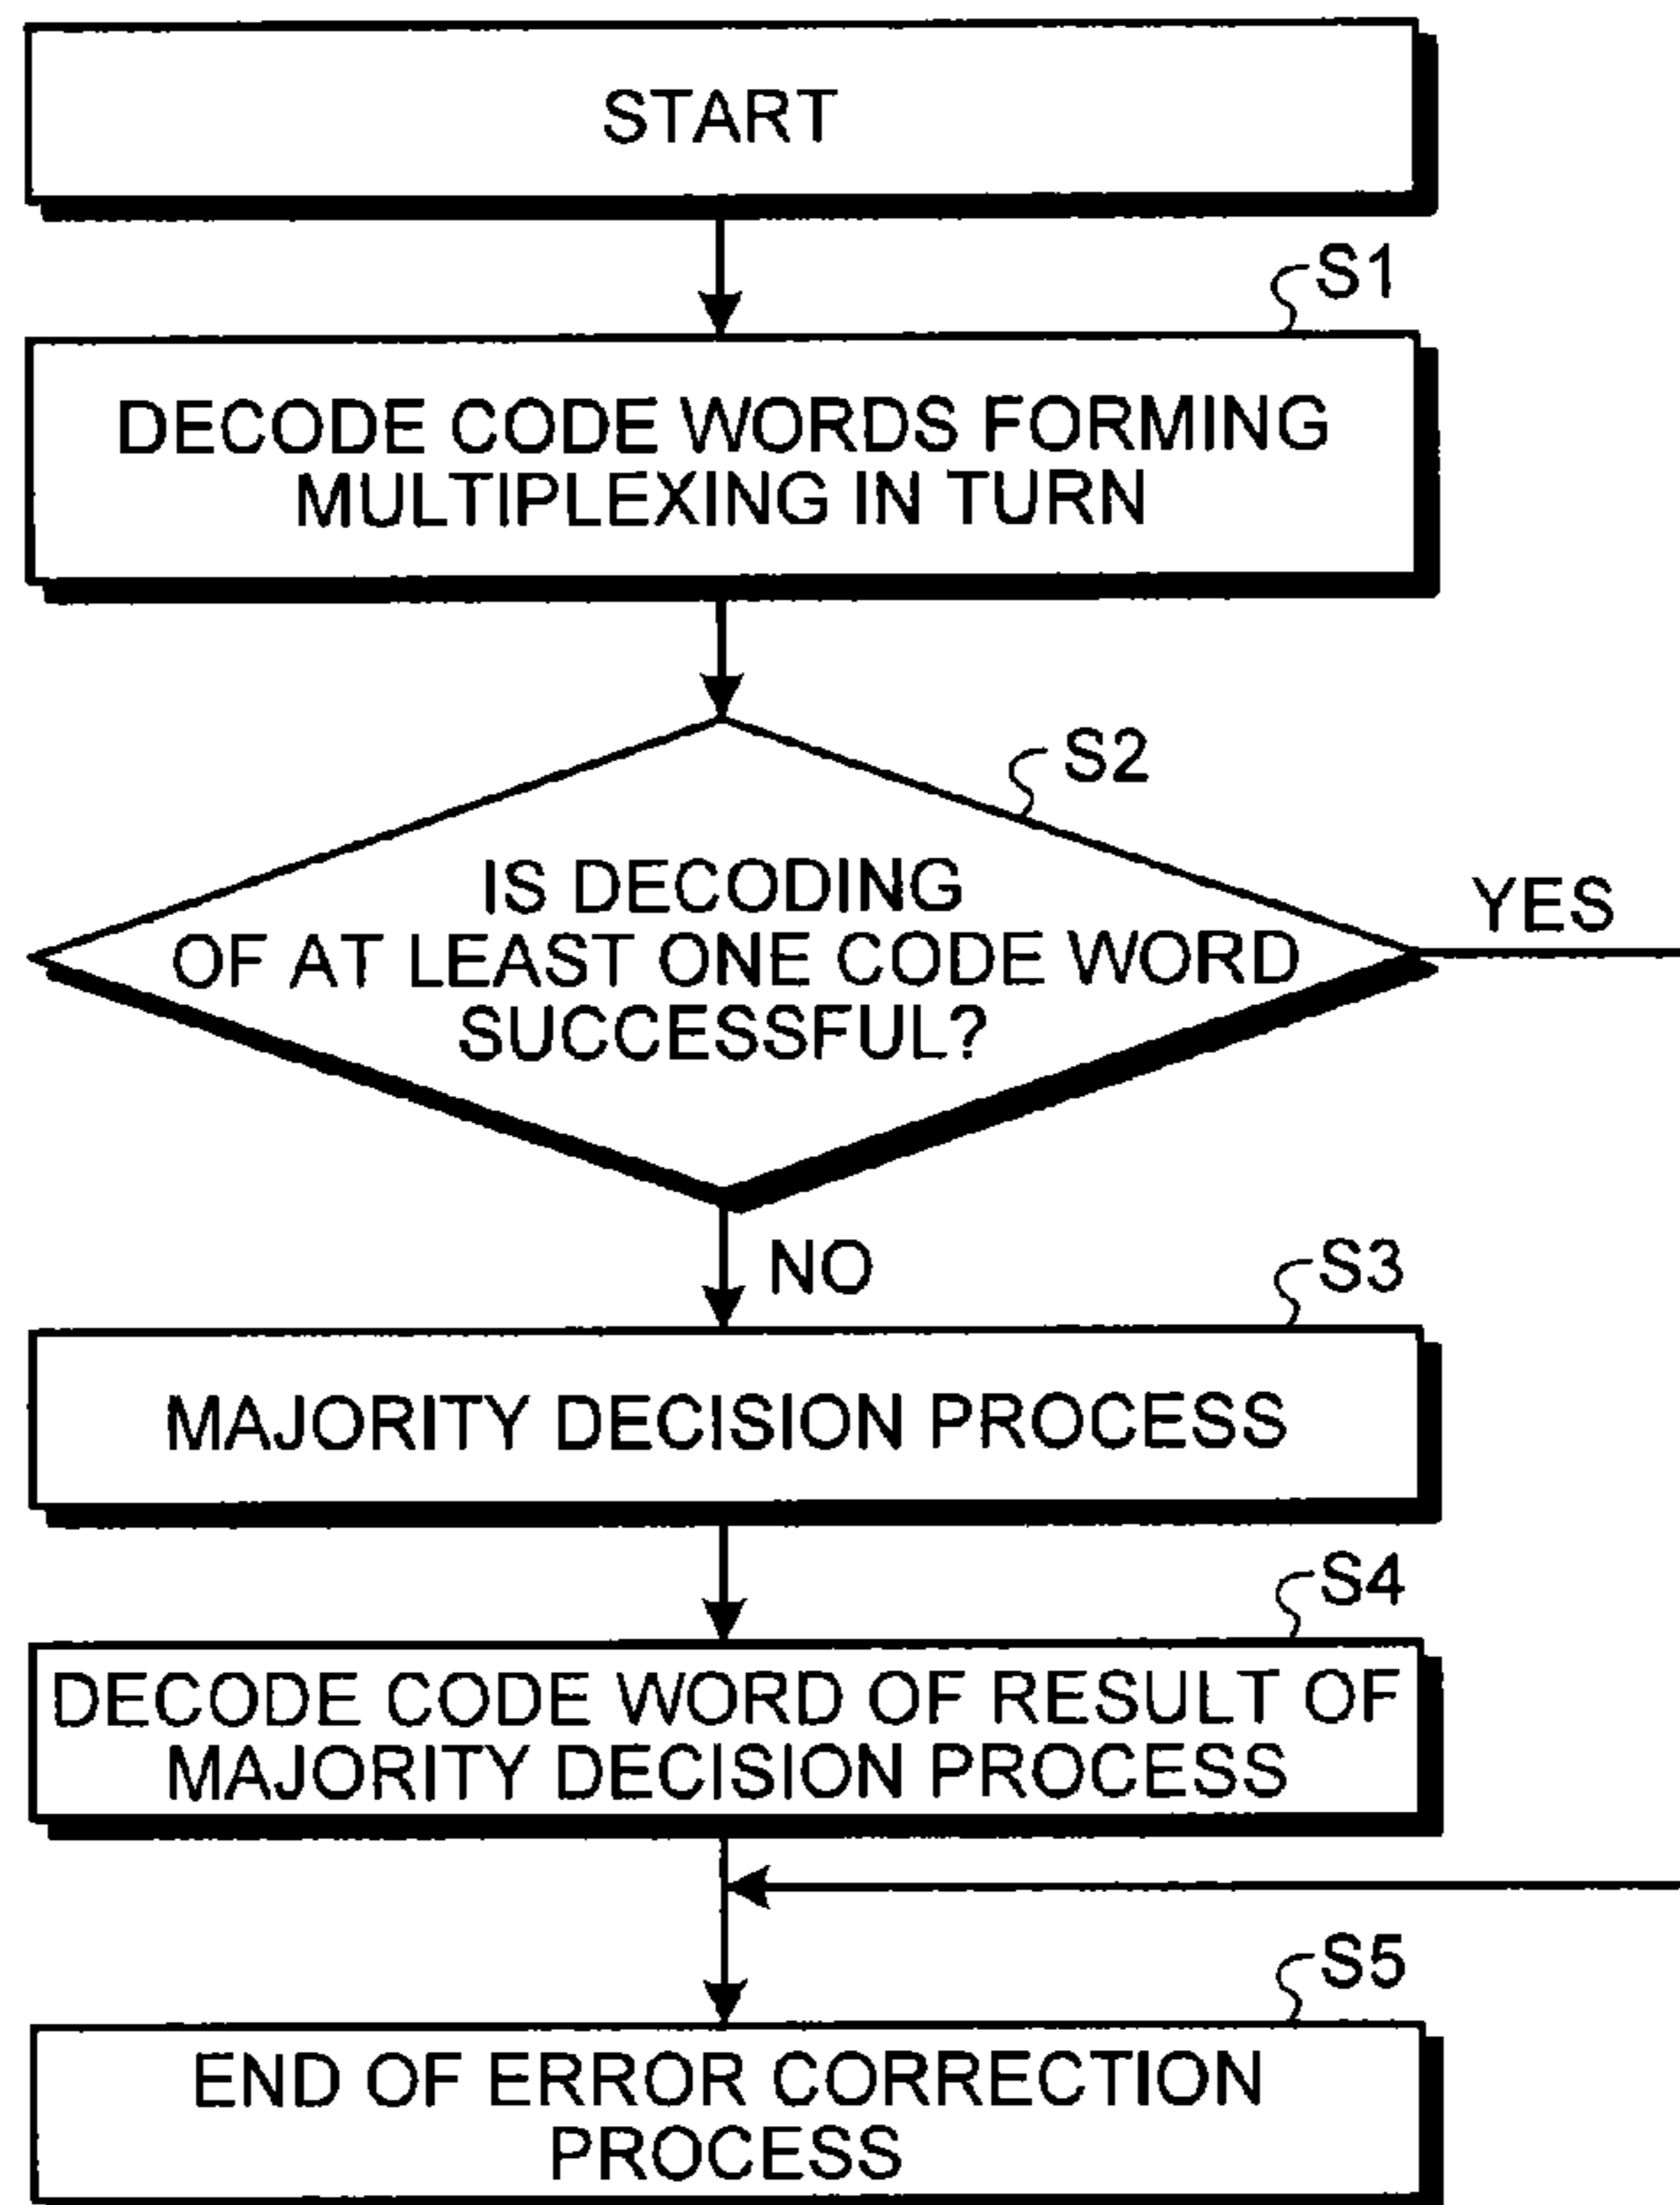 START
S1
DECODE CODE WORDS FORMING
MULTIPLEXING IN TURN
S2
IS DECODING
OF AT LEAST ONE CODE WORD
SUCCESSFUL?
YES
NO
S3
MAJORITY DECISION PROCESS
S4
DECODE CODE WORD OF RESULT OF
MAJORITY DECISION PROCESS
S5
END OF ERROR CORRECTION
PROCESS